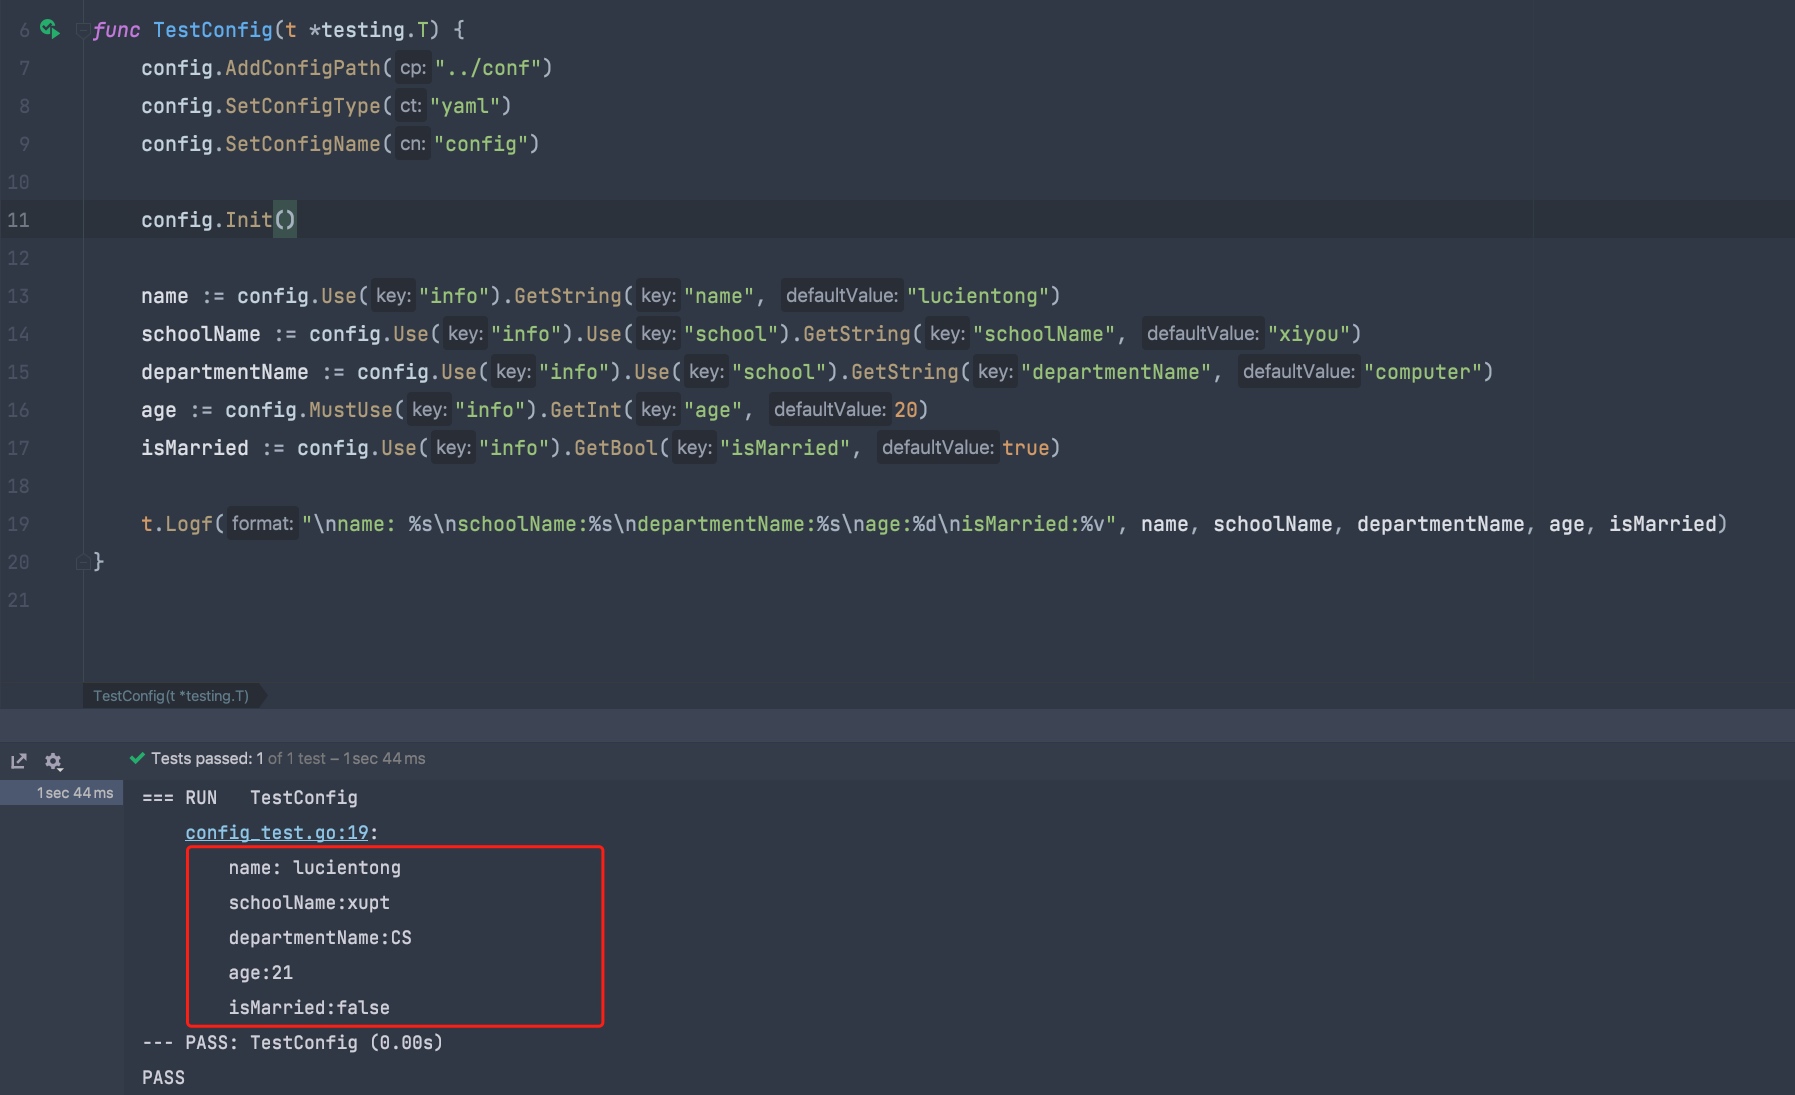 6 func TestConfig(t *testing.T) {
7 config.AddConfigPath( cp: "../conf")
8 config.SetConfigType( ct: "yaml")
9 config.SetConfigName( cn: "config")
10
11 config.Init()
12
13 name := config.Use( key: "info").GetString( key: "name", defaultValue: "lucientong")
14 schoolName := config.Use( key: "info").Use( key: "school").GetString( key: "schoolName", defaultValue: "xiyou")
15 departmentName := config.Use( key: "info").Use( key: "school").GetString( key: "departmentName", defaultValue: "computer")
16 age := config.MustUse( key: "info").GetInt( key: "age", defaultValue: 20)
17 isMarried := config.Use( key: "info").GetBool( key: "isMarried", defaultValue: true)
18
19 t.Logf( format: "\nname: %s\nschoolName:%s\ndepartmentName:%s\nage:%d\nisMarried:%v", name, schoolName, departmentName, age, isMarried)
20 }
21
TestConfig(t *testing.T)
Tests passed: 1 of 1 test – 1 sec 44 ms
1 sec 44 ms
=== RUN   TestConfig
config_test.go:19:
name: lucientong
schoolName:xupt
departmentName:CS
age:21
isMarried:false
--- PASS: TestConfig (0.00s)
PASS